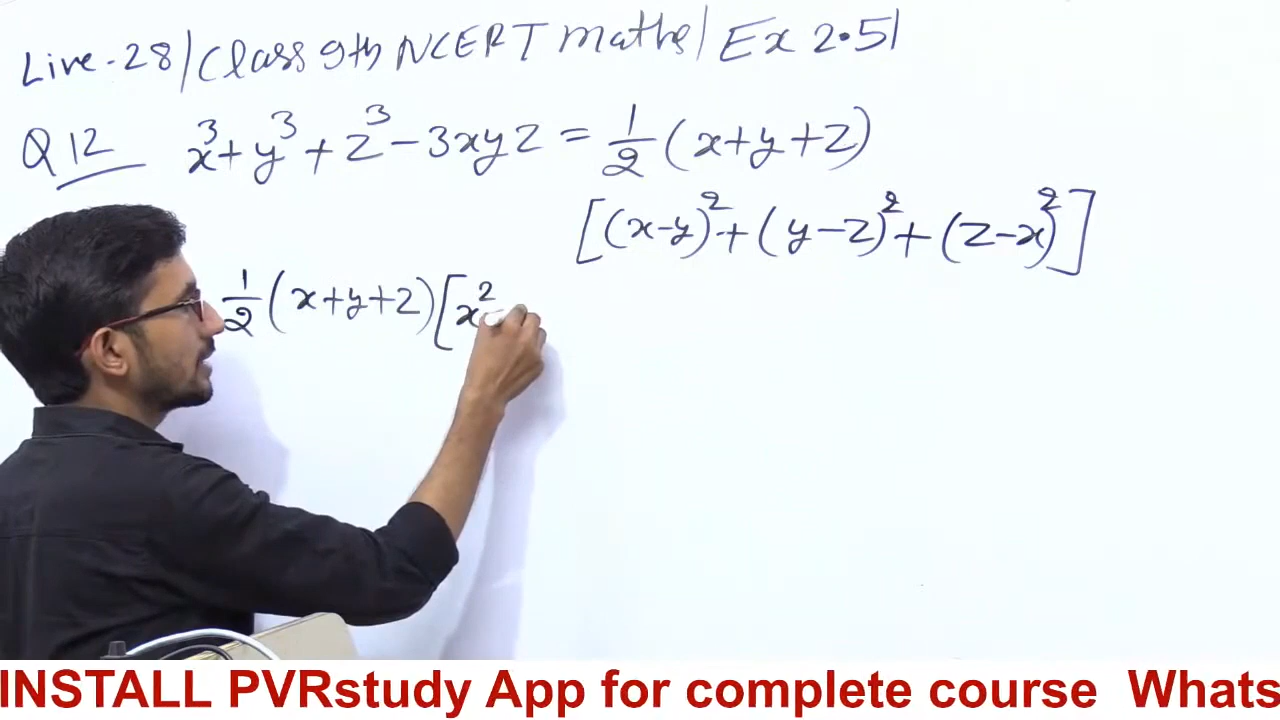 Live-28/Class 9th NCERT maths/Ex 2.5/
Q12 x³+y³+z³-3xyz = 1/2 (x+y+z)
[(x-y)²+(y-z)²+(z-x)²]
1/2 (x+y+z)[x²
INSTALL PVRstudy App for complete course Whats